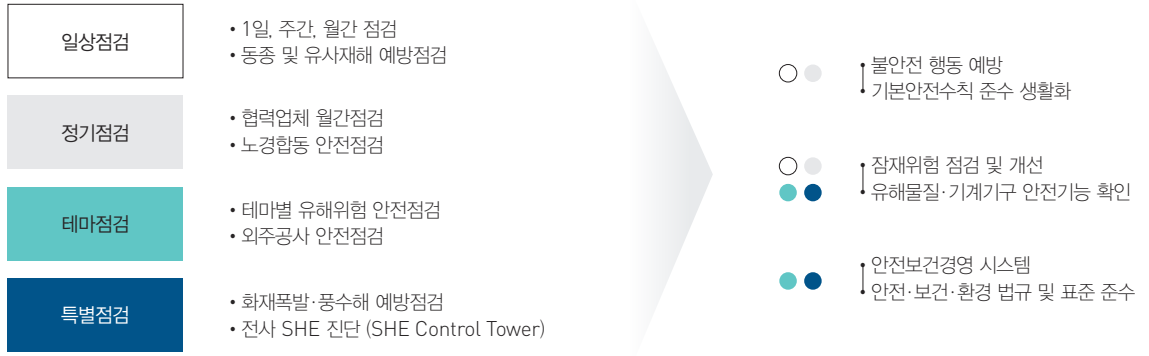 일상점검
• 1일, 주간, 월간 점검
• 동종 및 유사재해 예방점검
정기점검
• 협력업체 월간점검
• 노경합동 안전점검
테마점검
• 테마별 유해위험 안전점검
• 외주공사 안전점검
특별점검
• 화재폭발·풍수해 예방점검
• 전사 SHE 진단 (SHE Control Tower)
• 불안전 행동 예방
• 기본안전수칙 준수 생활화
• 잠재위험 점검 및 개선
• 유해물질·기계기구 안전기능 확인
• 안전보건경영 시스템
• 안전·보건·환경 법규 및 표준 준수